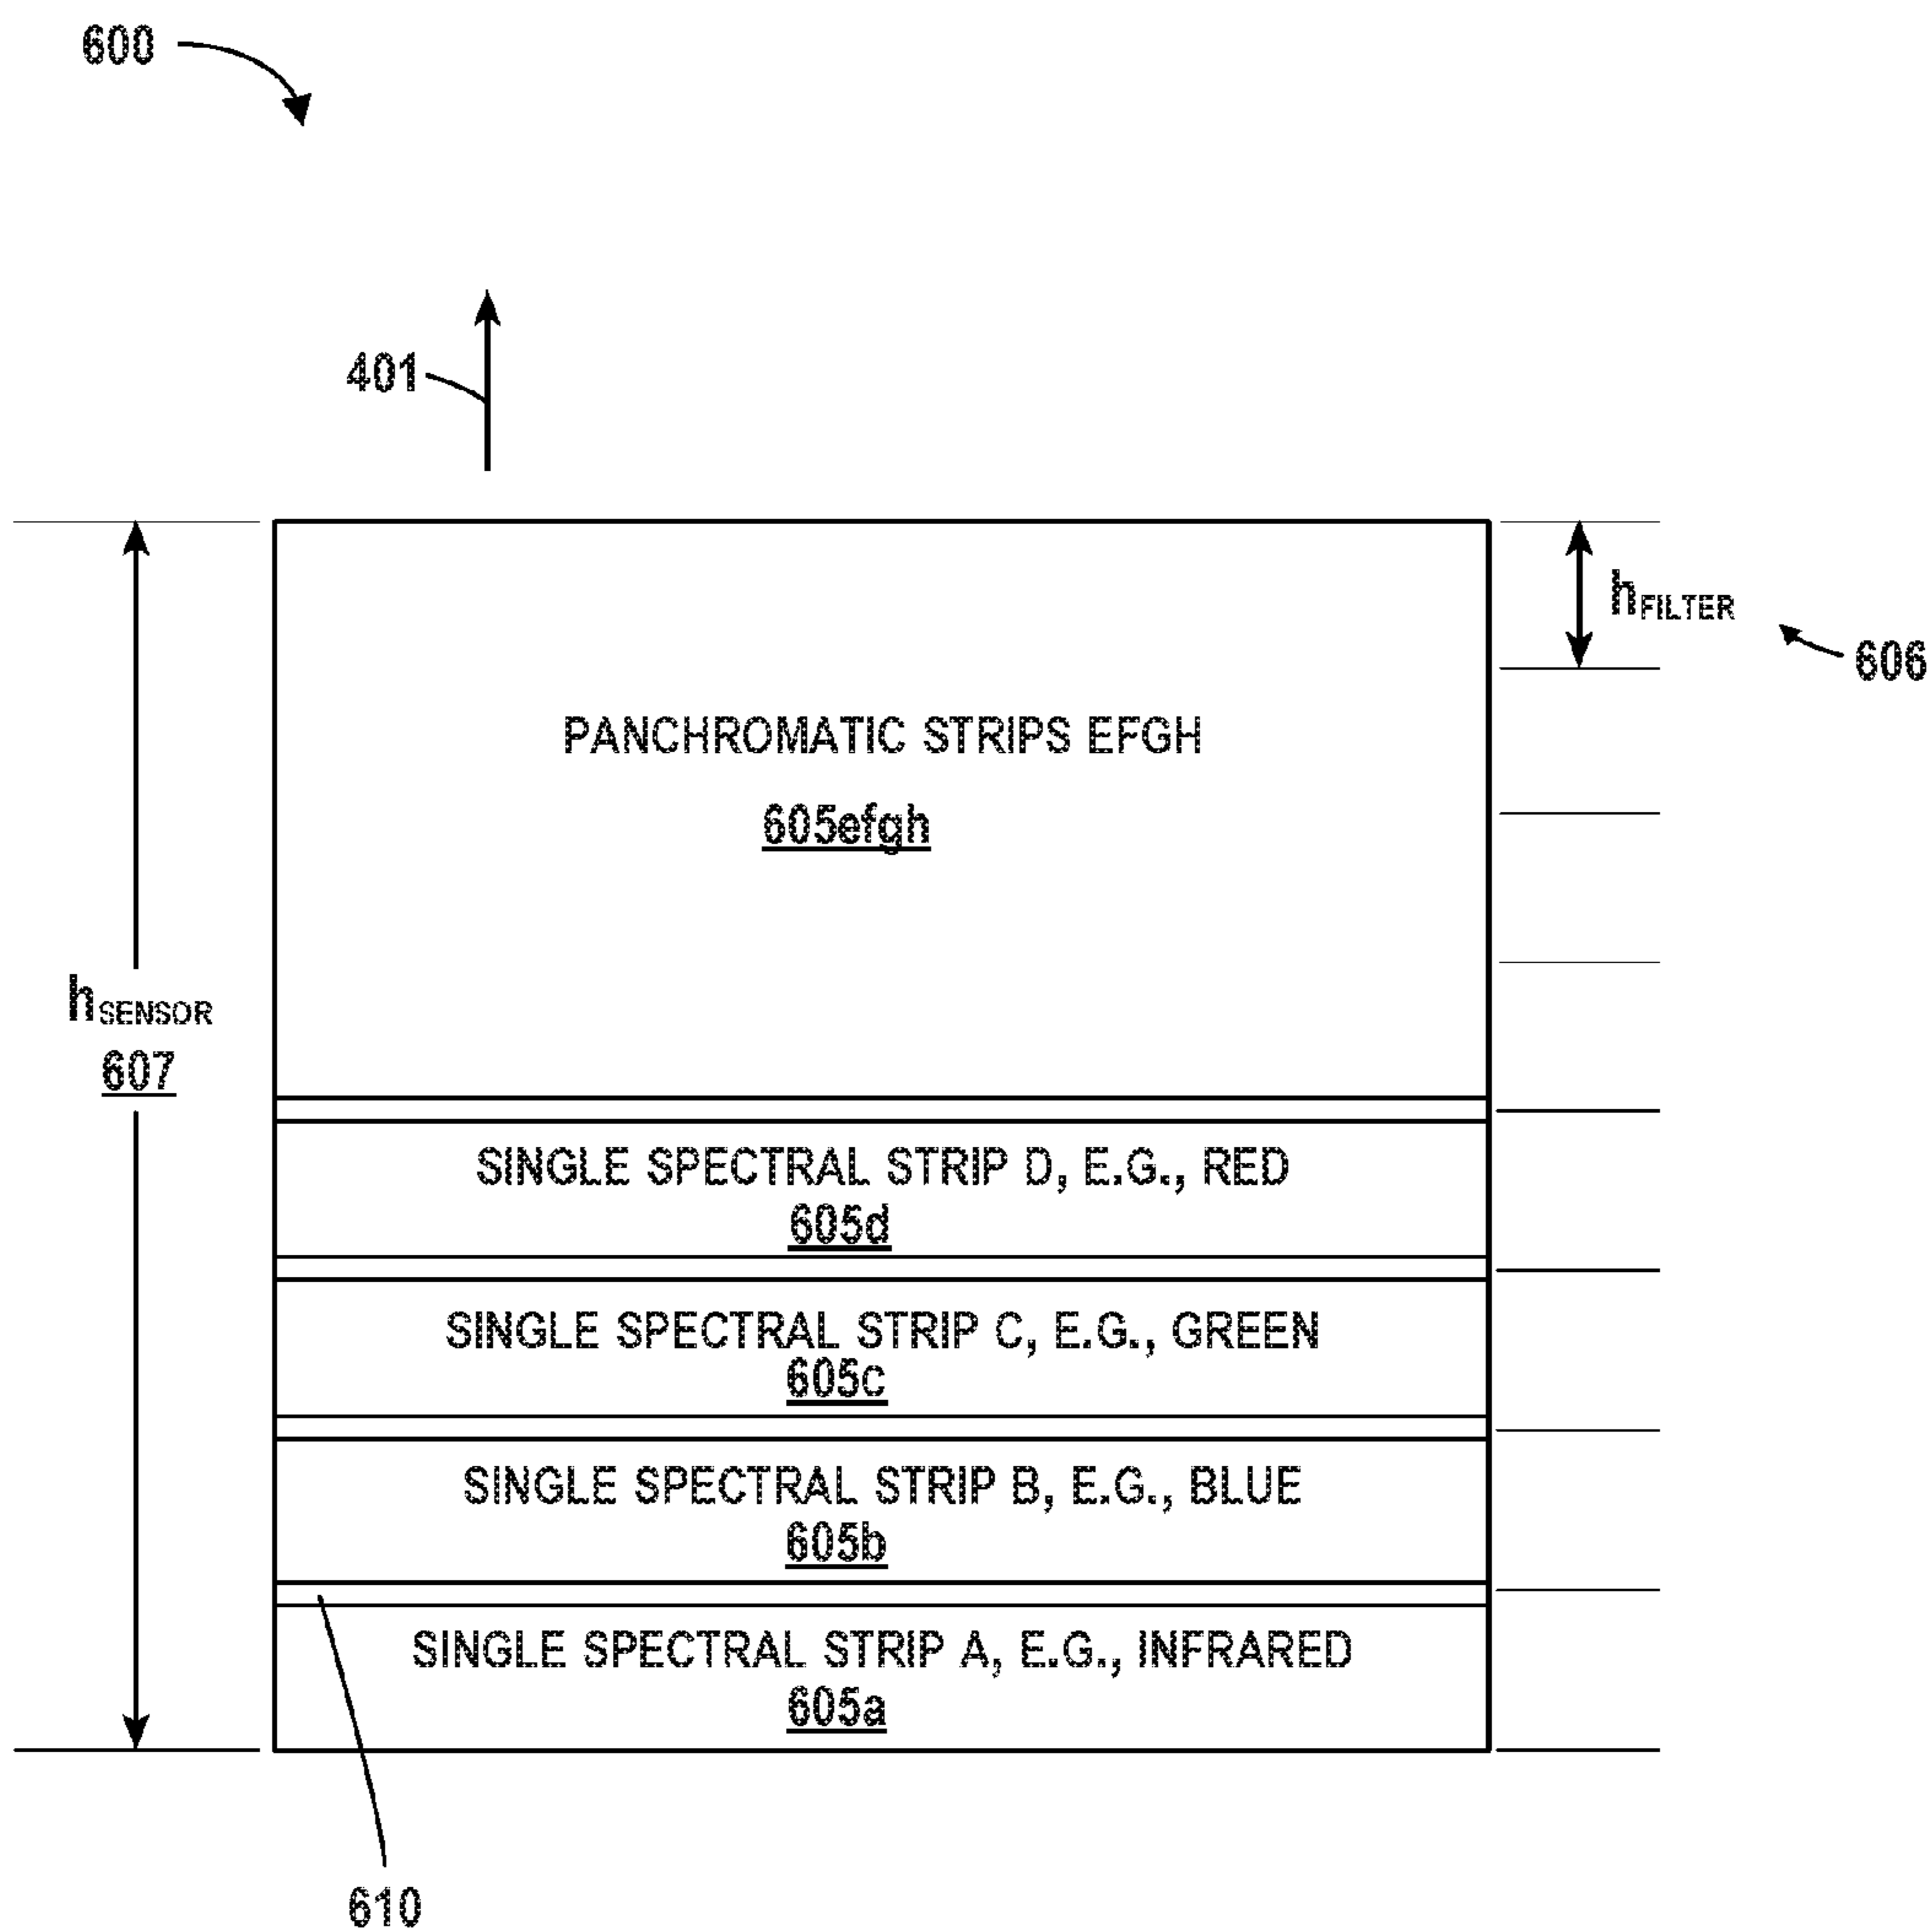 600
401
hFILTER
606
PANCHROMATIC STRIPS EFGH
605efgh
hSENSOR
607
SINGLE SPECTRAL STRIP D, E.G., RED
605d
SINGLE SPECTRAL STRIP C, E.G., GREEN
605c
SINGLE SPECTRAL STRIP B, E.G., BLUE
605b
SINGLE SPECTRAL STRIP A, E.G., INFRARED
605a
610